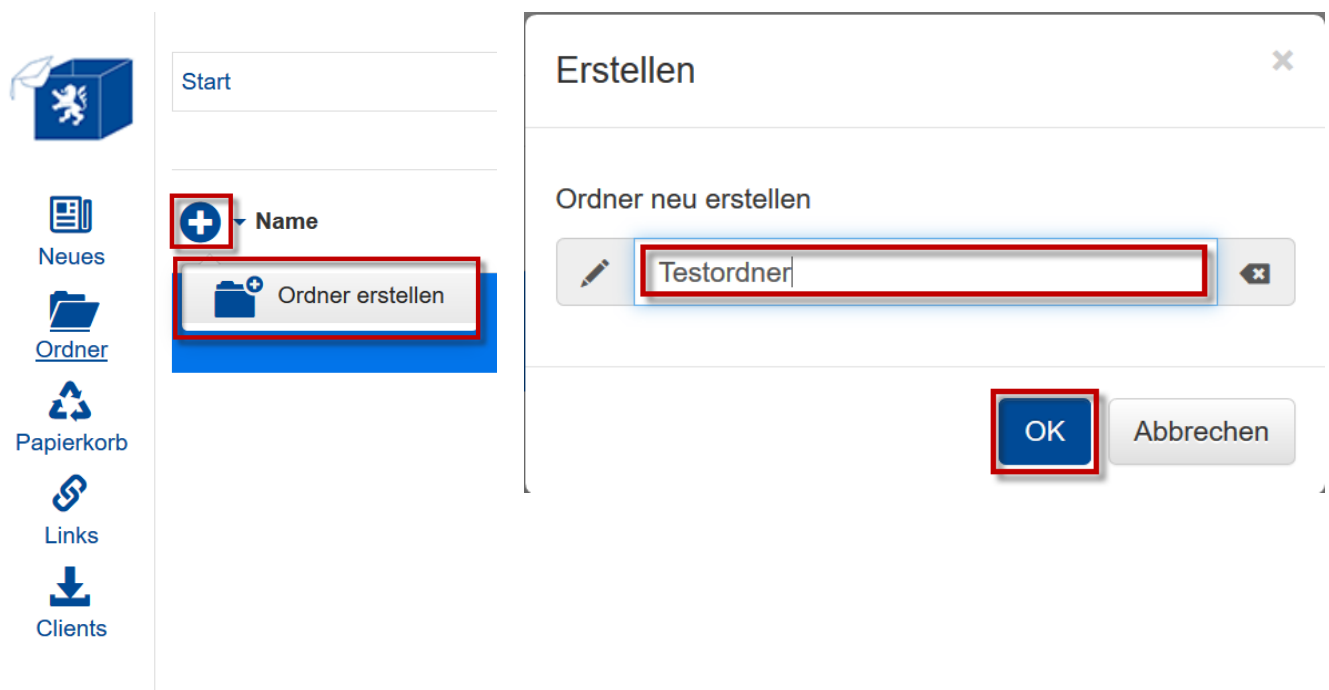 Start
Name
Ordner erstellen
Neues
Ordner
Papierkorb
Links
Clients
Erstellen
Ordner neu erstellen
Testordner
OK
Abbrechen